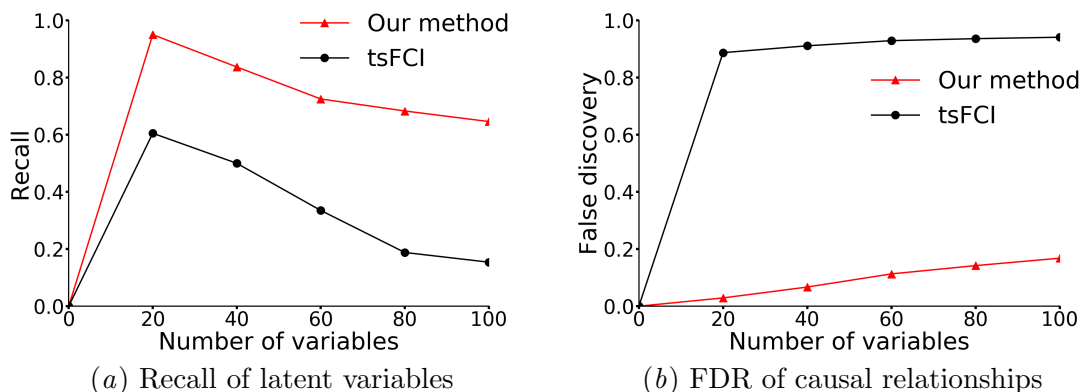 1.0
0.8
0.6
0.4
0.2
0.0
Recall
0 20 40 60 80 100
Number of variables
Our method
tsFCI
(a) Recall of latent variables
1.0
0.8
0.6
0.4
0.2
0.0
False discovery
0 20 40 60 80 100
Number of variables
Our method
tsFCI
(b) FDR of causal relationships